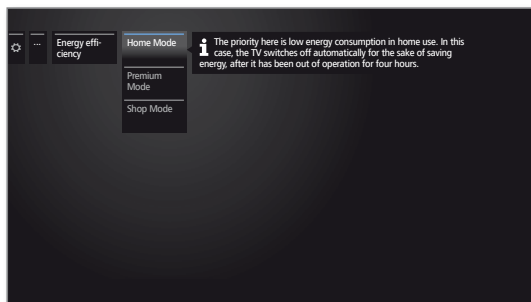 ...
Energy effi-
ciency
Home Mode
Premium
Mode
Shop Mode
i The priority here is low energy consumption in home use. In this
case, the TV switches off automatically for the sake of saving
energy, after it has been out of operation for four hours.